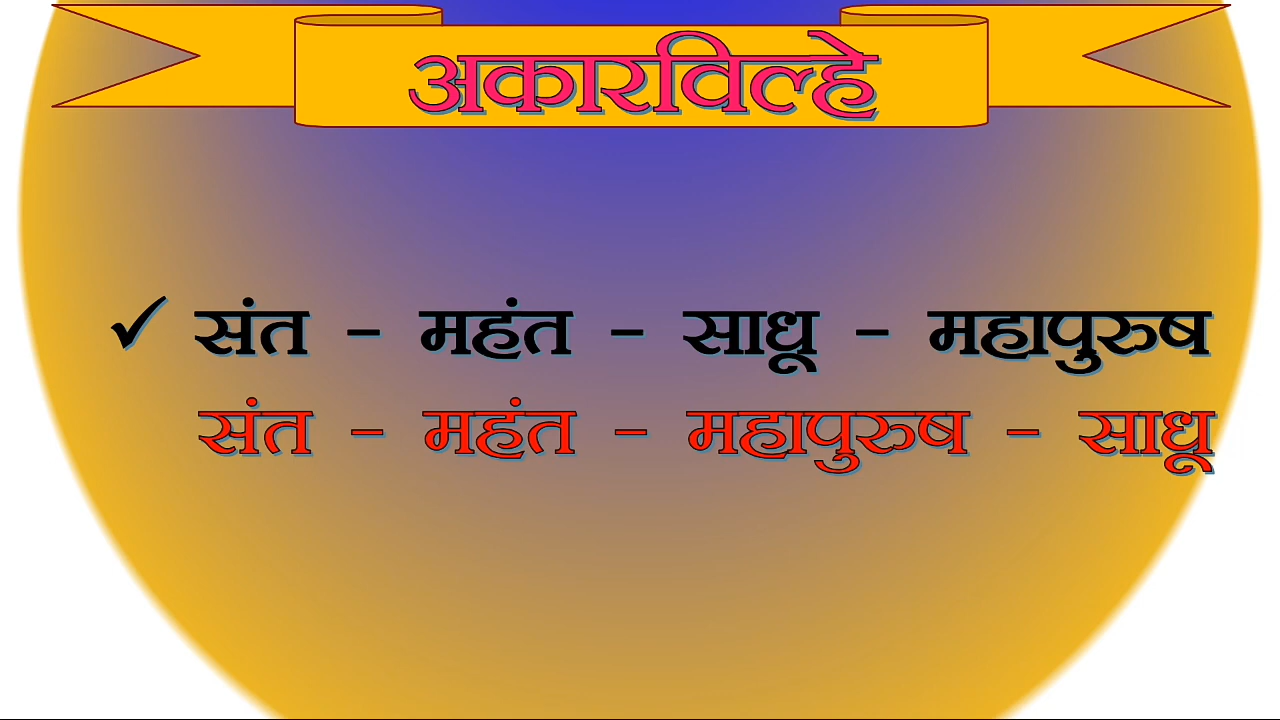 अकारविल्हे
✓ संत - महंत - साधू - महापुरुष
संत - महंत - महापुरुष - साधू